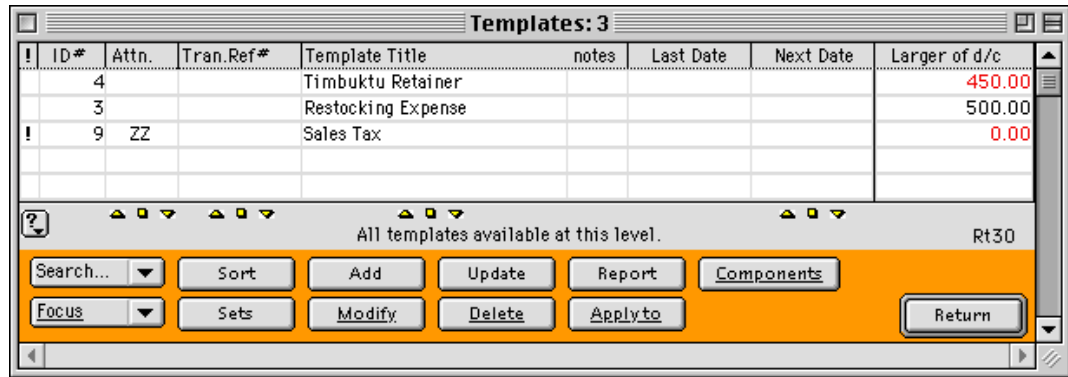 Templates: 3
! ID# Attn. Tran.Ref# Template Title notes Last Date Next Date Larger of d/c
4 Timbuktu Retainer 450.00
3 Restocking Expense 500.00
! 9 ZZ Sales Tax 0.00
?
All templates available at this level. Rt30
Search... Sort Add Update Report Components
Focus Sets Modify Delete Apply to Return